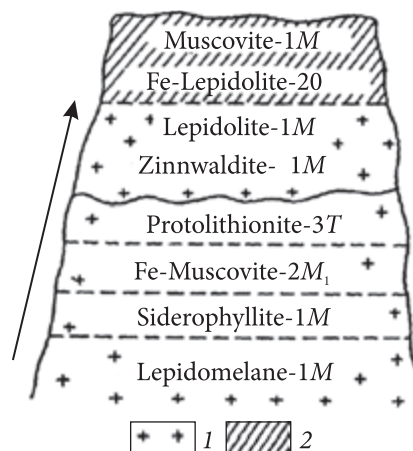 Muscovite-1M
Fe-Lepidolite-20
Lepidolite-1M
Zinnwaldite- 1M
Protolithionite-3T
Fe-Muscovite-2M₁
Siderophyllite-1M
Lepidomelane-1M
1 2